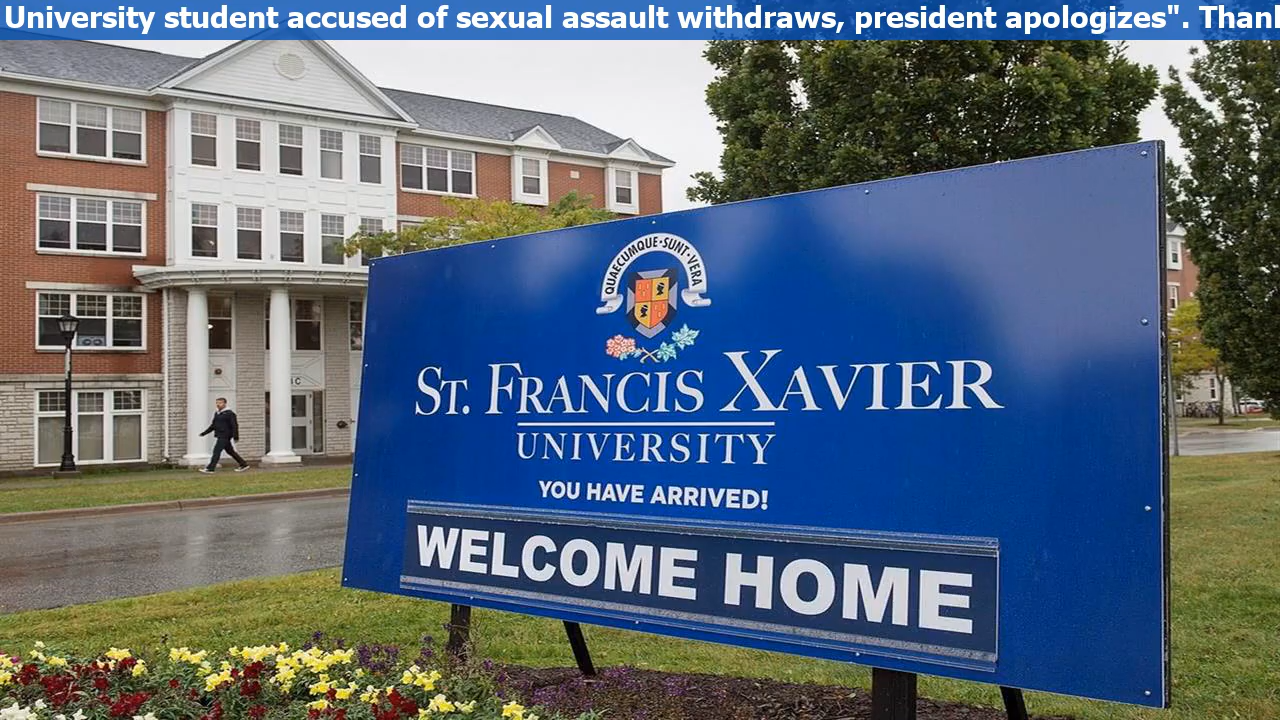 University student accused of sexual assault withdraws, president apologizes".
QUAECUMQUE·SUNT·VERA
ST. FRANCIS XAVIER
UNIVERSITY
YOU HAVE ARRIVED!
WELCOME HOME